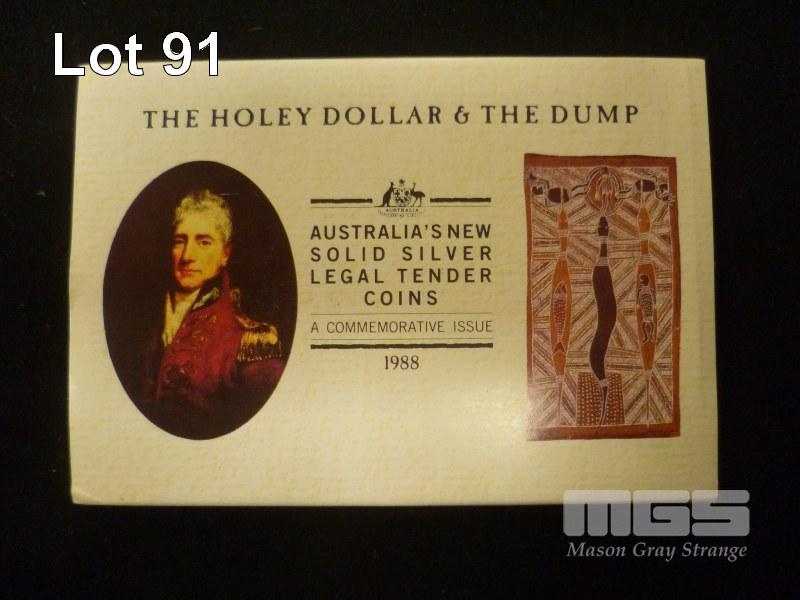 Lot 91
THE HOLEY DOLLAR & THE DUMP
AUSTRALIA
AUSTRALIA'S NEW
SOLID SILVER
LEGAL TENDER
COINS
A COMMEMORATIVE ISSUE
1988
MGS
Mason Gray Strange